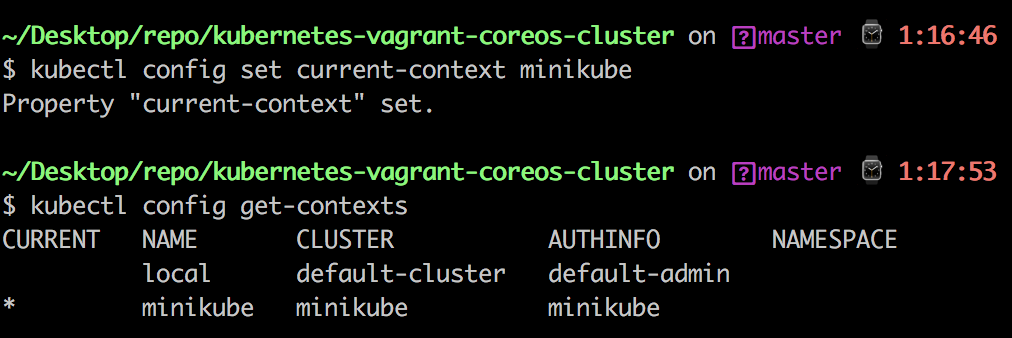 ~/Desktop/repo/kubernetes-vagrant-coreos-cluster on ?master ⌚ 1:16:46
$ kubectl config set current-context minikube
Property "current-context" set.
~/Desktop/repo/kubernetes-vagrant-coreos-cluster on ?master ⌚ 1:17:53
$ kubectl config get-contexts
CURRENT NAME CLUSTER AUTHINFO NAMESPACE
local default-cluster default-admin
* minikube minikube minikube